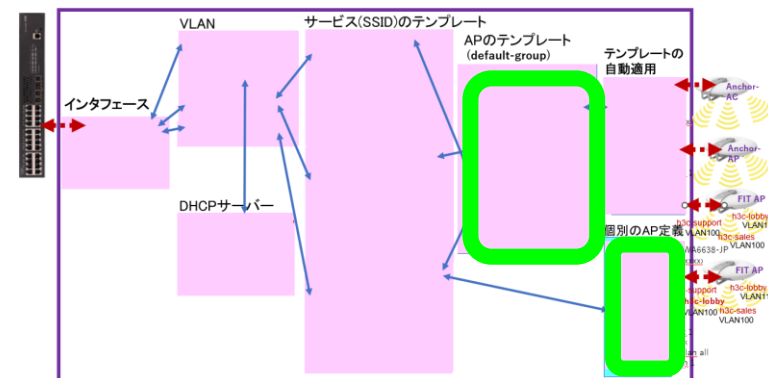 VLAN
サービス(SSID)のテンプレート
APのテンプレート
(default-group)
テンプレートの
自動適用
インタフェース
DHCPサーバー
個別のAP定義
Anchor-
AC
Anchor-
AP
FIT AP
h3c-support
h3c-lobby
VLAN100
VLAN1
h3c-sales
VLAN100
WA6638-JP
FIT AP
support
h3c-lobby
h3c-lobby
VLAN1
VLAN100
h3c-sales
VLAN100
lan all